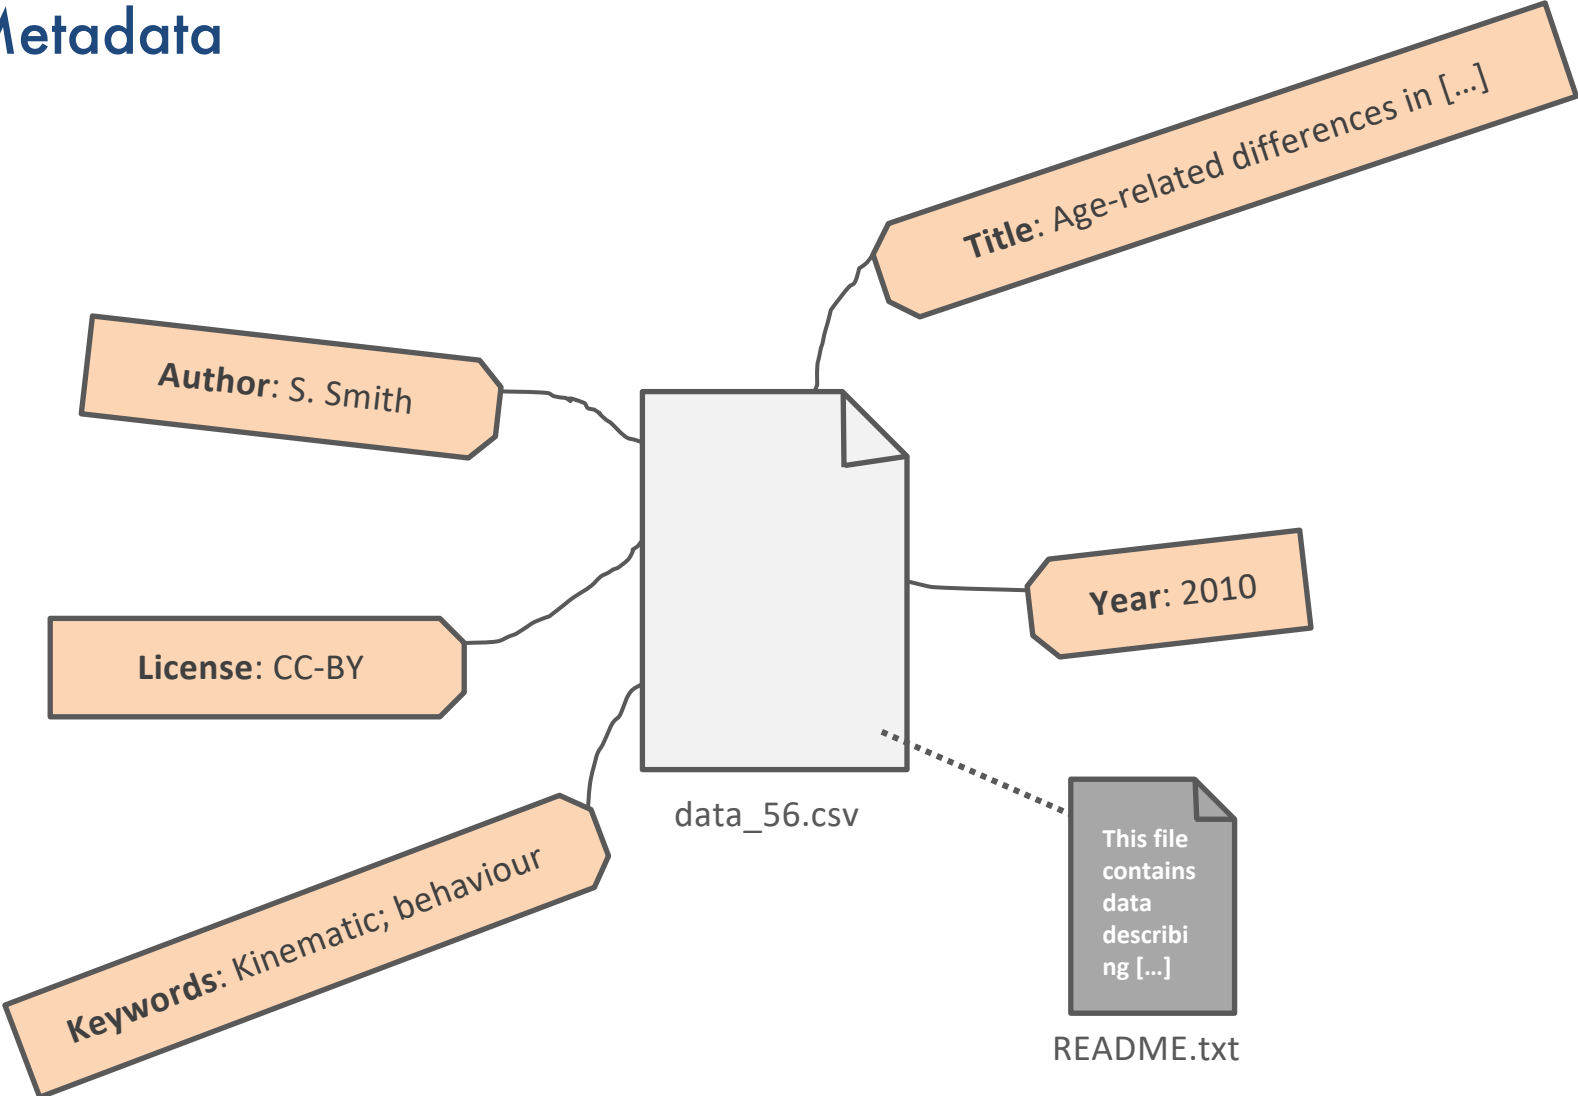 Metadata
Title: Age-related differences in [...]
Author: S. Smith
Year: 2010
License: CC-BY
data_56.csv
Keywords: Kinematic; behaviour
This file
contains
data
describi
ng [...]
README.txt